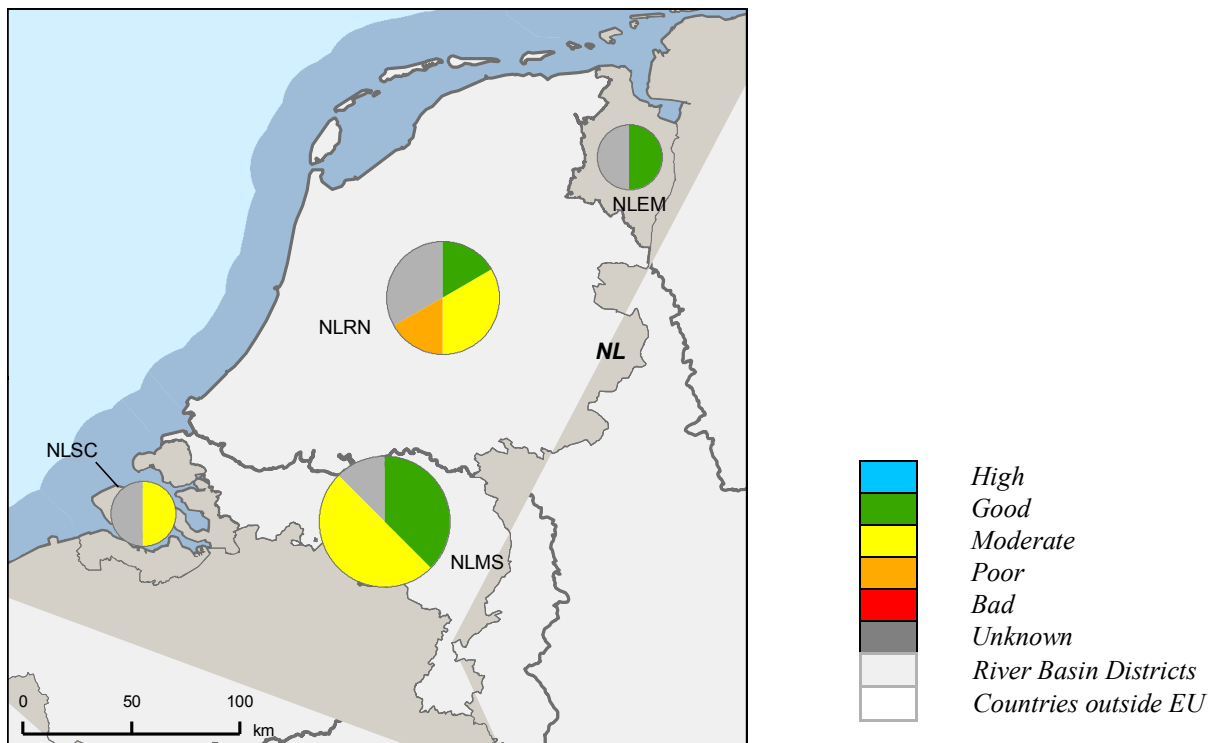 NLEM
NLRN
NL
NLSC
NLMS
0 50 100
km
High
Good
Moderate
Poor
Bad
Unknown
River Basin Districts
Countries outside EU